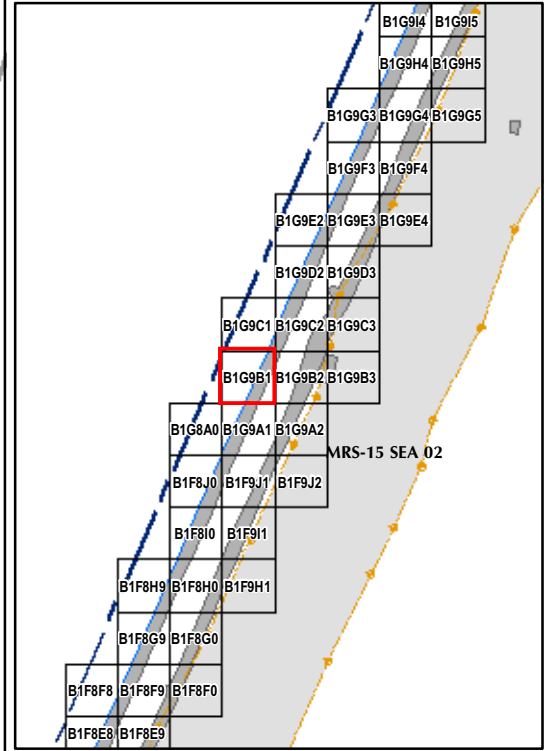 B1G9I4 B1G9I5
B1G9H4 B1G9H5
B1G9G3 B1G9G4 B1G9G5
B1G9F3 B1G9F4
B1G9E2 B1G9E3 B1G9E4
B1G9D2 B1G9D3
B1G9C1 B1G9C2 B1G9C3
B1G9B1 B1G9B2 B1G9B3
B1G8A0 B1G9A1 B1G9A2
MRS-15 SEA 02
B1F8J0 B1F9J1 B1F9J2
B1F8I0 B1F9I1
B1F8H9 B1F8H0 B1F9H1
B1F8G9 B1F8G0
B1F8F8 B1F8F9 B1F8F0
B1F8E8 B1F8E9